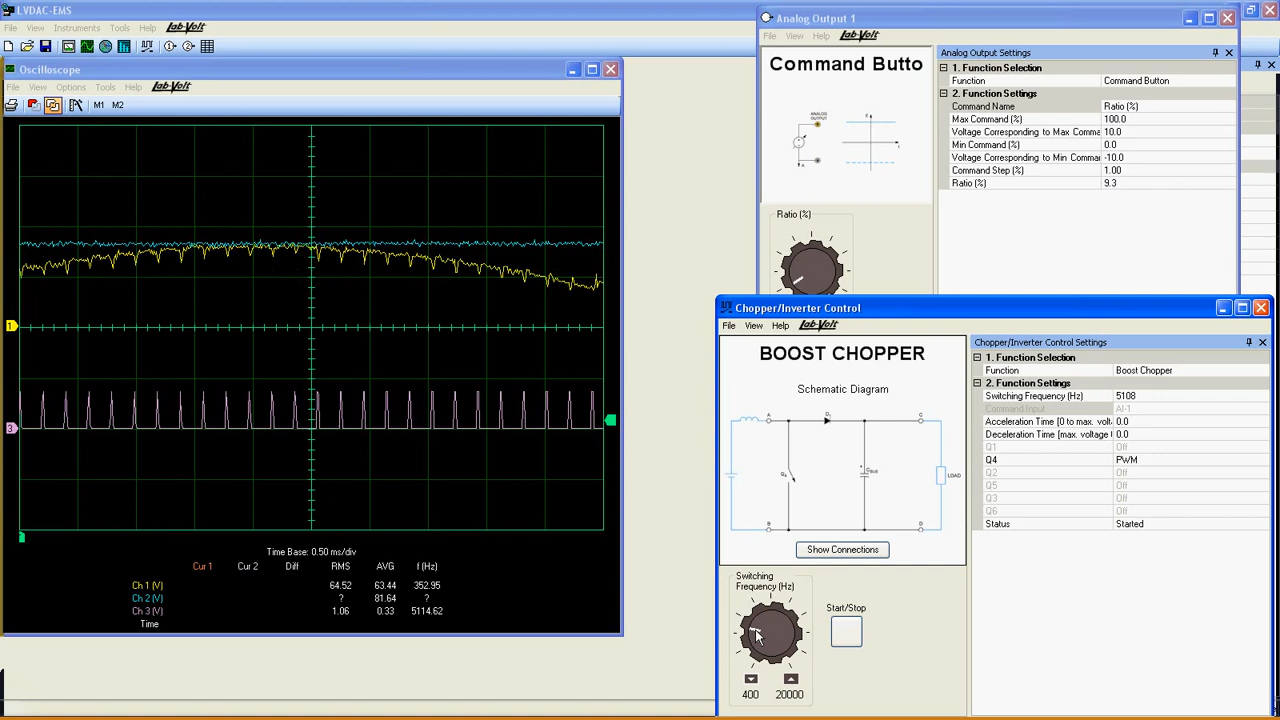 LVDAC-EMS
File View Instruments Tools Help Lab-Volt
Oscilloscope
File View Options Tools Help Lab-Volt
M1 M2
1
3
Time Base: 0.50 ms/div
Cur 1 Cur 2 Diff RMS AVG f (Hz)
Ch 1 (V) 64.52 63.44 352.95
Ch 2 (V) ? 81.64 ?
Ch 3 (V) 1.06 0.33 5114.62
Time
Analog Output 1
File View Help Lab-Volt
Command Butto
ANALOG OUTPUT
E
t
Ratio (%)
Analog Output Settings
1. Function Selection
Function Command Button
2. Function Settings
Command Name Ratio (%)
Max Command (%) 100.0
Voltage Corresponding to Max Comma 10.0
Min Command (%) 0.0
Voltage Corresponding to Min Comman -10.0
Command Step (%) 1.00
Ratio (%) 9.3
Chopper/Inverter Control
File View Help Lab-Volt
BOOST CHOPPER
Schematic Diagram
A
C
B
D
LOAD
Show Connections
Switching
Frequency (Hz)
400 20000
Start/Stop
Chopper/Inverter Control Settings
1. Function Selection
Function Boost Chopper
2. Function Settings
Switching Frequency (Hz) 5108
Command Input AI-1
Acceleration Time [0 to max. volt 0.0
Deceleration Time [max. voltage 0.0
Q1 Off
Q4 PWM
Q2 Off
Q5 Off
Q3 Off
Q6 Off
Status Started